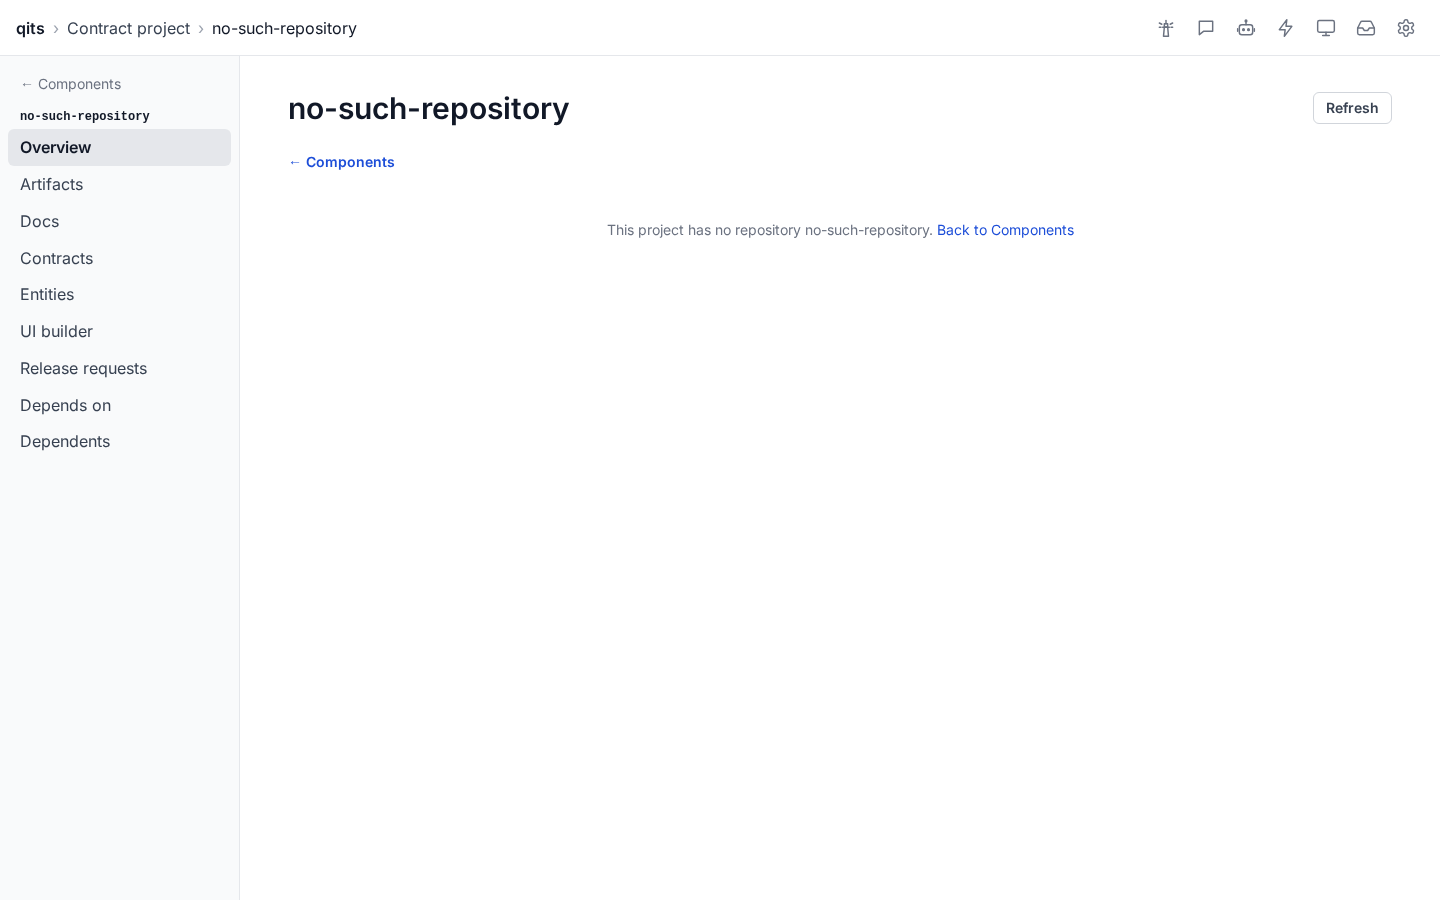 qits › Contract project › no-such-repository
← Components
no-such-repository
Overview
Artifacts
Docs
Contracts
Entities
UI builder
Release requests
Depends on
Dependents
no-such-repository
Refresh
← Components
This project has no repository no-such-repository. Back to Components